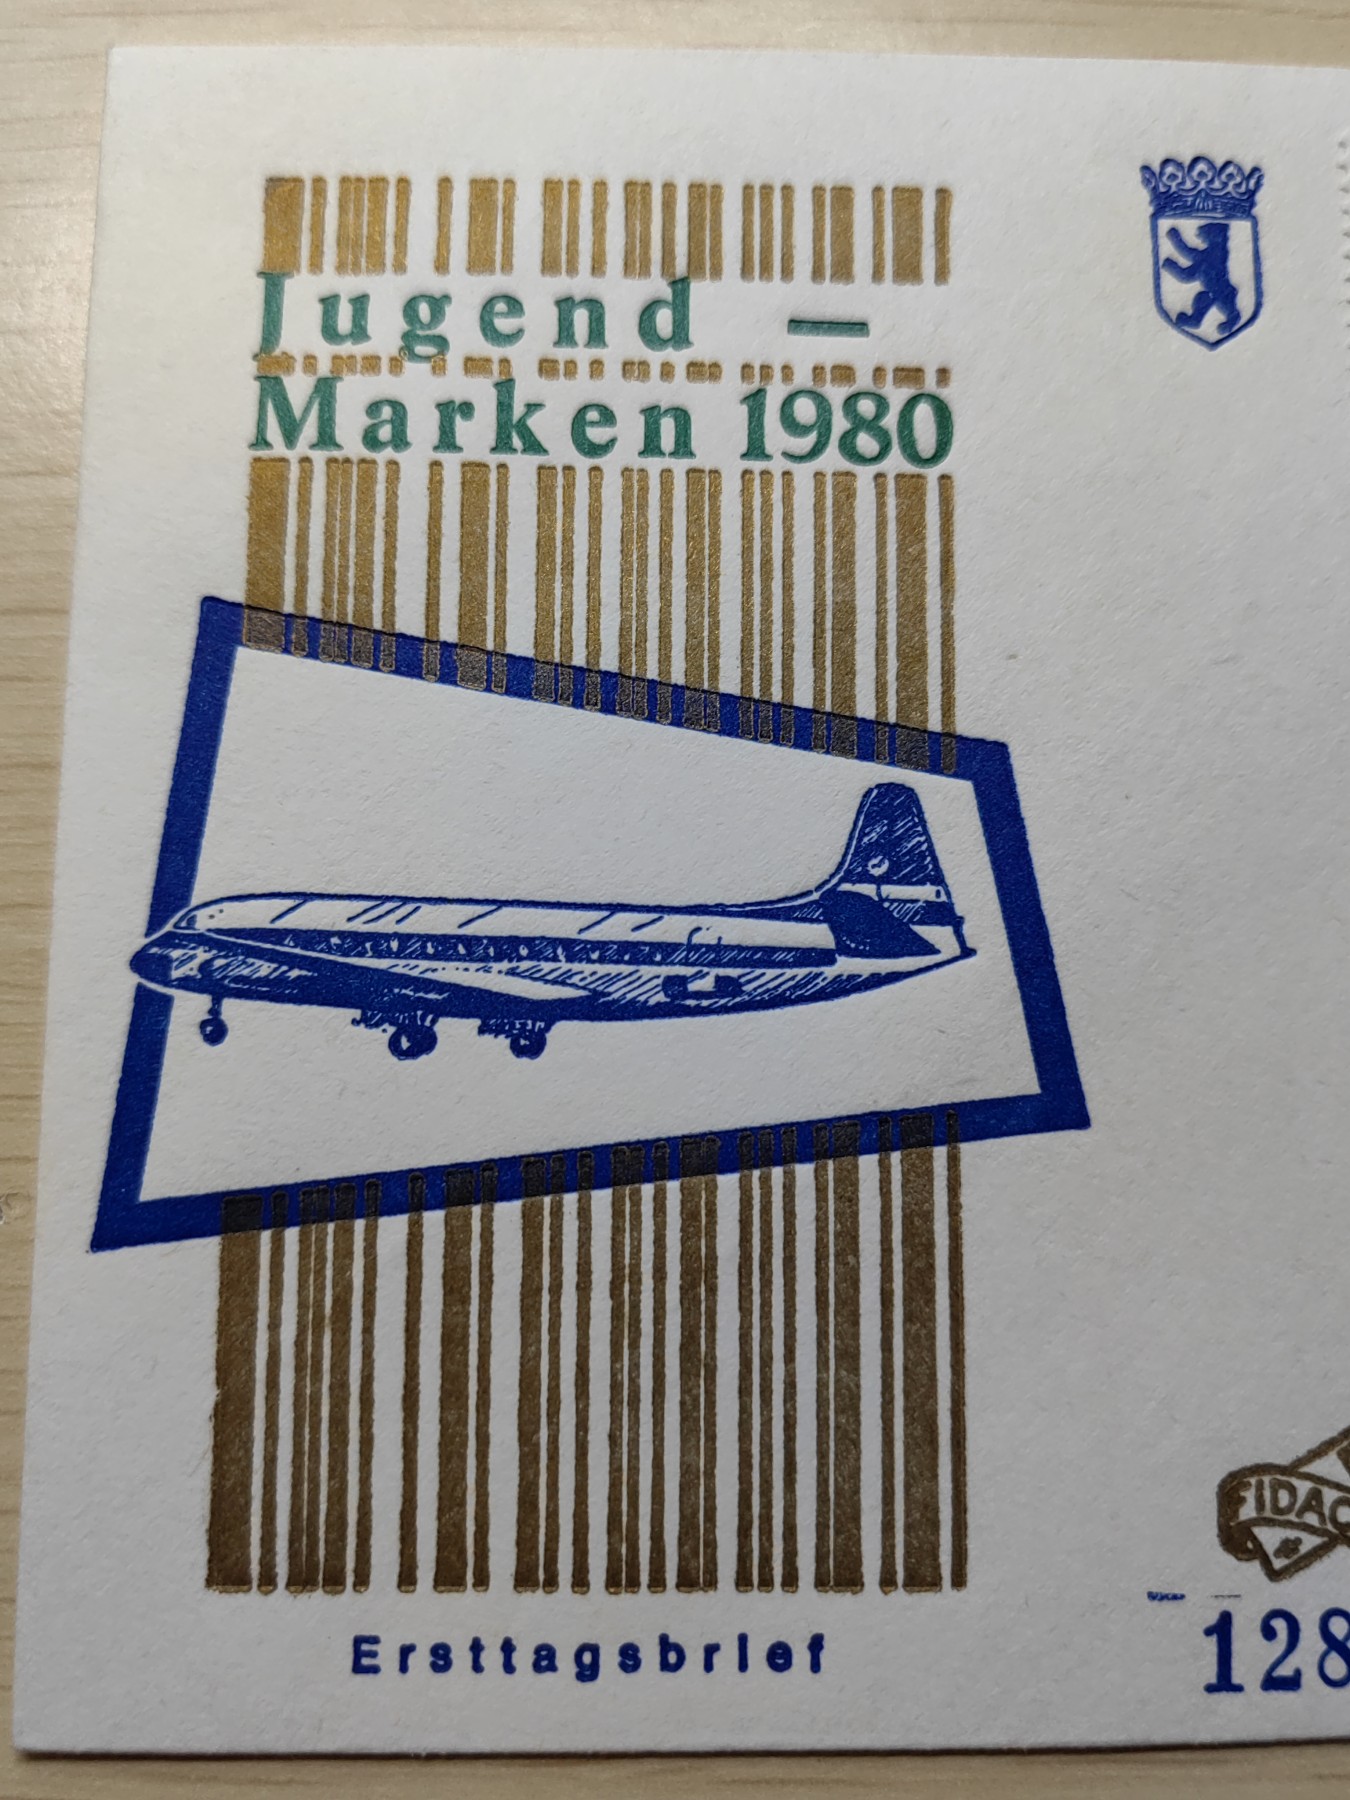 Jugend —
Marken 1980
FIDAC
128
Ersttagsbrief